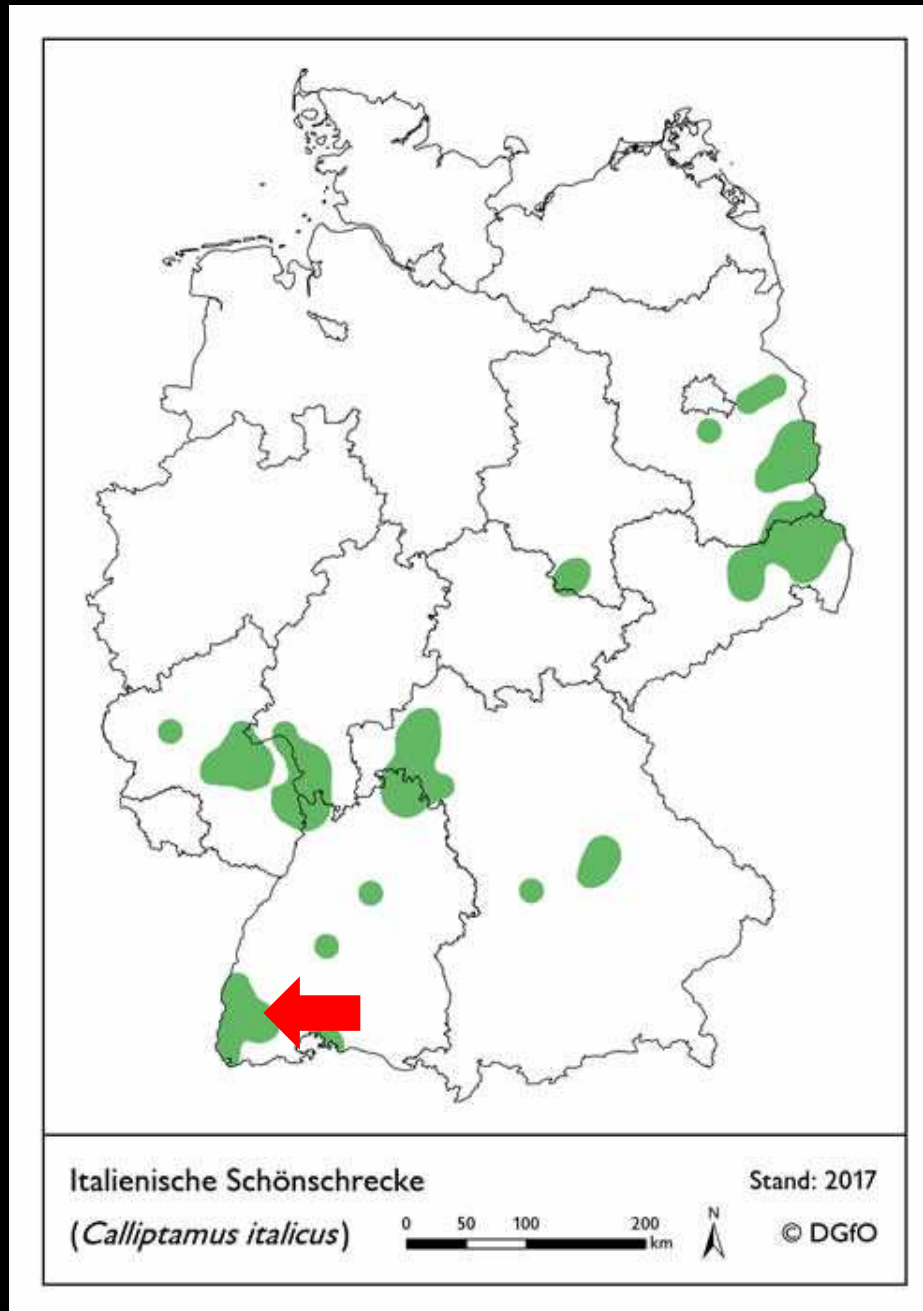 Italienische Schönschrecke
Stand: 2017
(Calliptamus italicus)
0 50 100 200
km
N
© DGfO